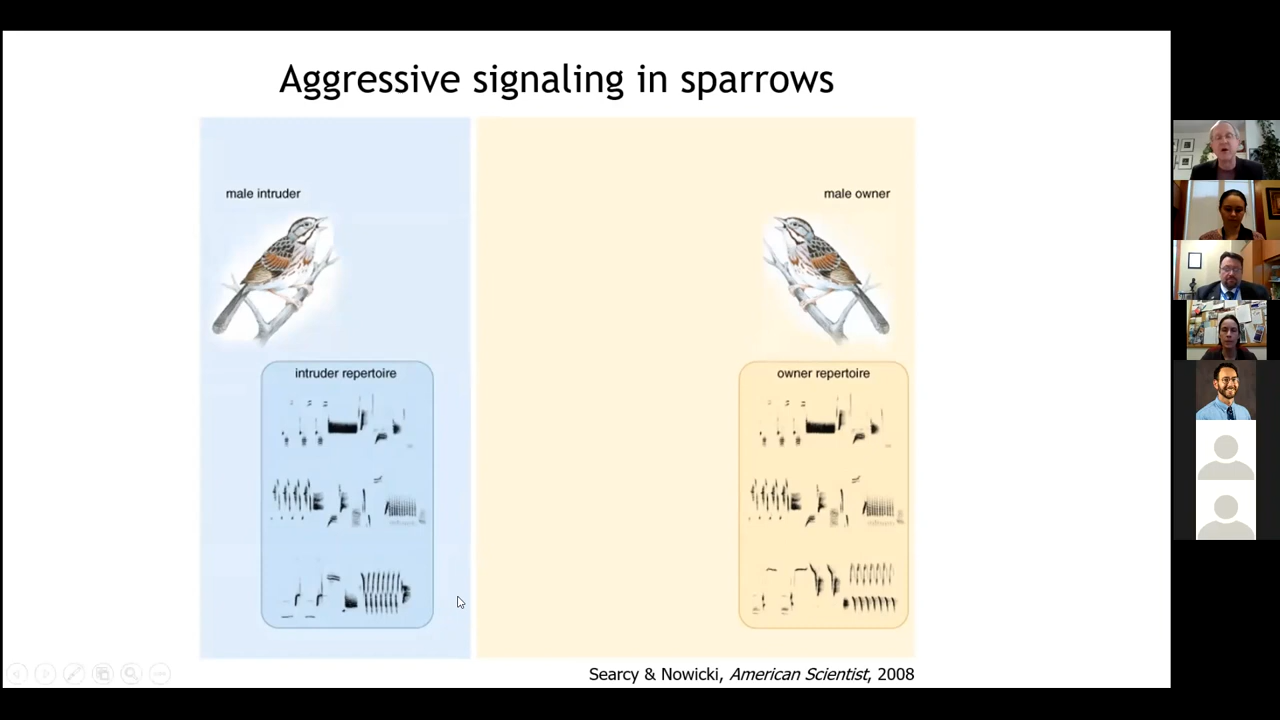 Aggressive signaling in sparrows
male intruder
male owner
intruder repertoire
owner repertoire
Searcy & Nowicki, American Scientist, 2008